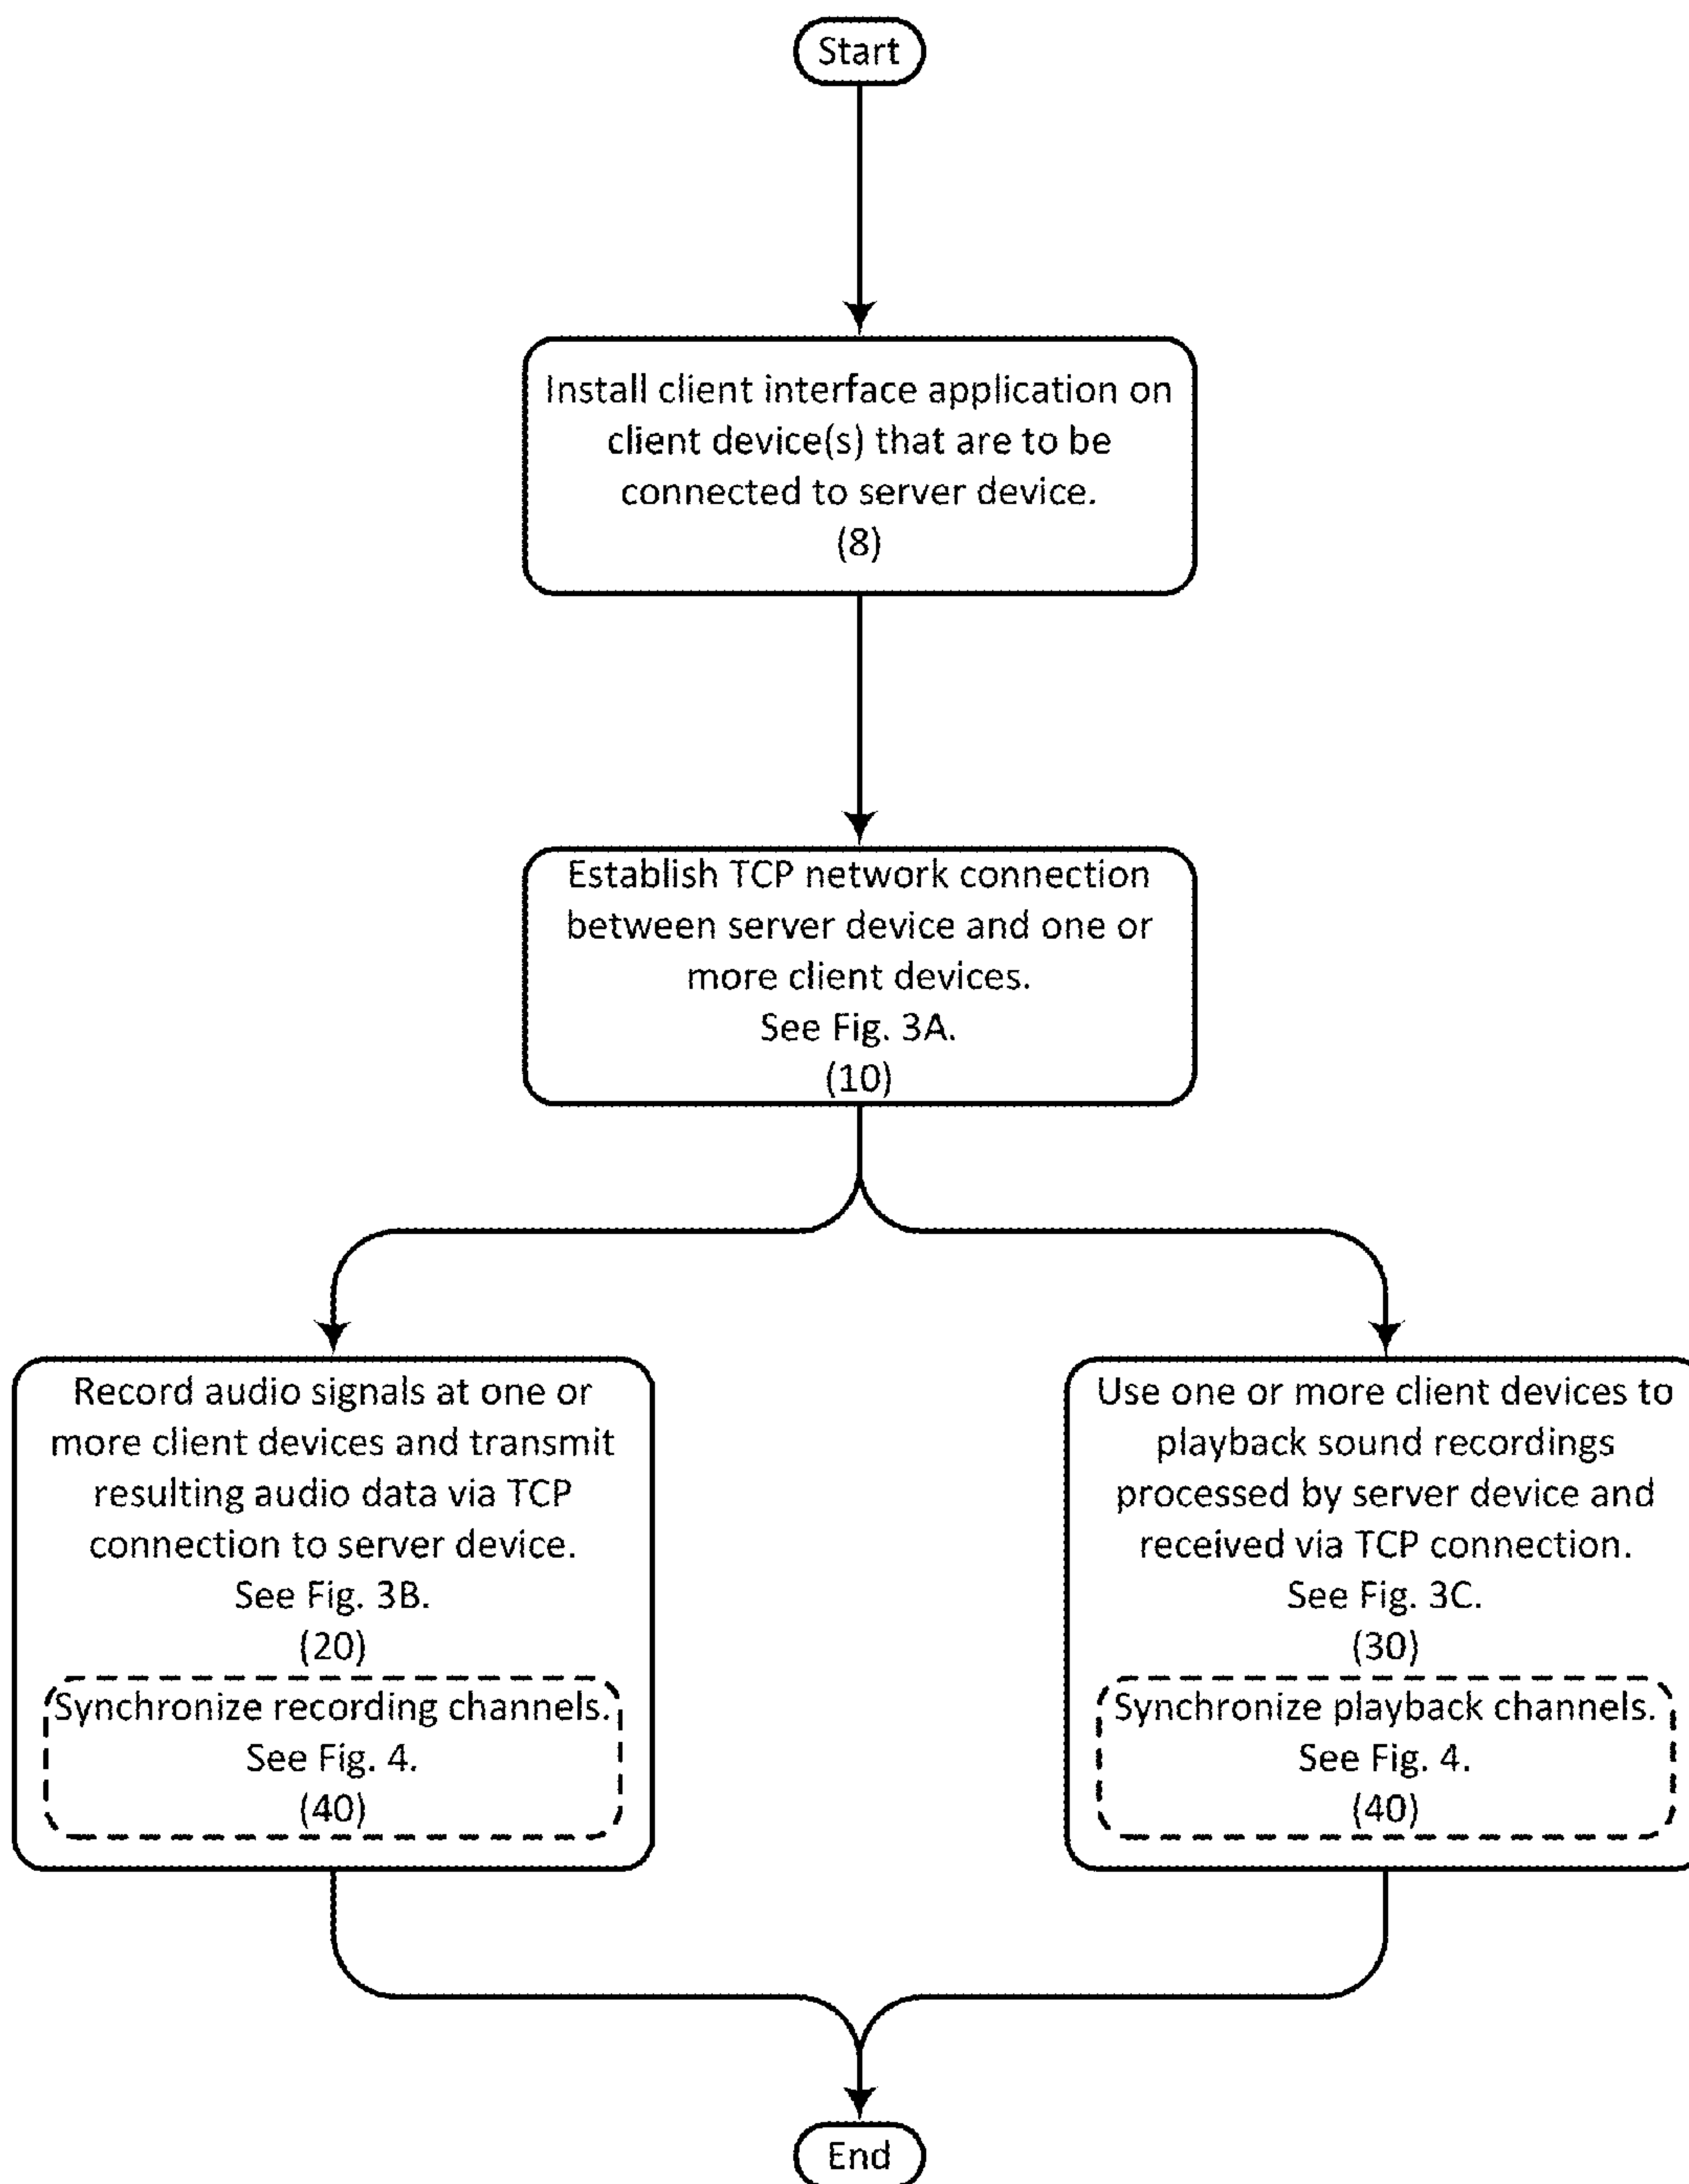 Start
Install client interface application on
client device(s) that are to be
connected to server device.
(8)
Establish TCP network connection
between server device and one or
more client devices.
See Fig. 3A.
(10)
Record audio signals at one or
more client devices and transmit
resulting audio data via TCP
connection to server device.
See Fig. 3B.
(20)
Synchronize recording channels.
See Fig. 4.
(40)
Use one or more client devices to
playback sound recordings
processed by server device and
received via TCP connection.
See Fig. 3C.
(30)
Synchronize playback channels.
See Fig. 4.
(40)
End